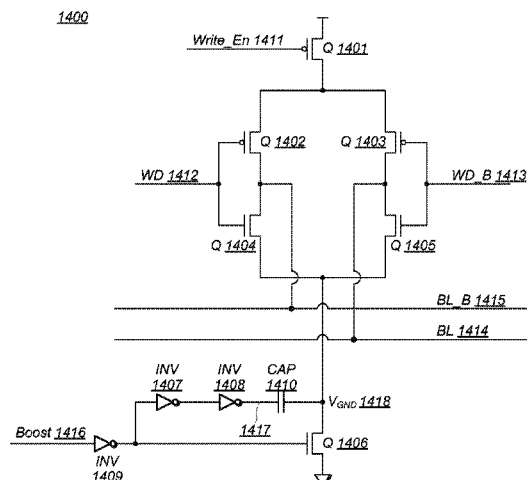 1400
Write_En 1411
Q 1401
Q 1402
Q 1403
WD 1412
WD_B 1413
Q 1404
Q 1405
BL_B 1415
BL 1414
INV
1407
INV
1408
CAP
1410
VGND 1418
1417
Boost 1416
Q 1406
INV
1409